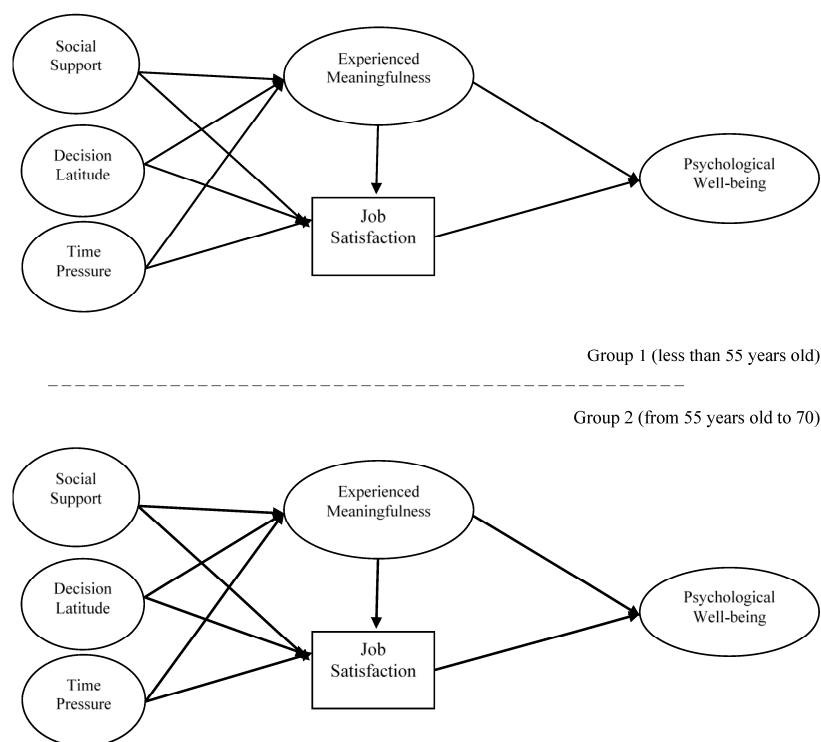 Social
Support
Experienced
Meaningfulness
Decision
Latitude
Psychological
Well-being
Job
Satisfaction
Time
Pressure
Group 1 (less than 55 years old)
Group 2 (from 55 years old to 70)
Social
Support
Experienced
Meaningfulness
Decision
Latitude
Psychological
Well-being
Job
Satisfaction
Time
Pressure